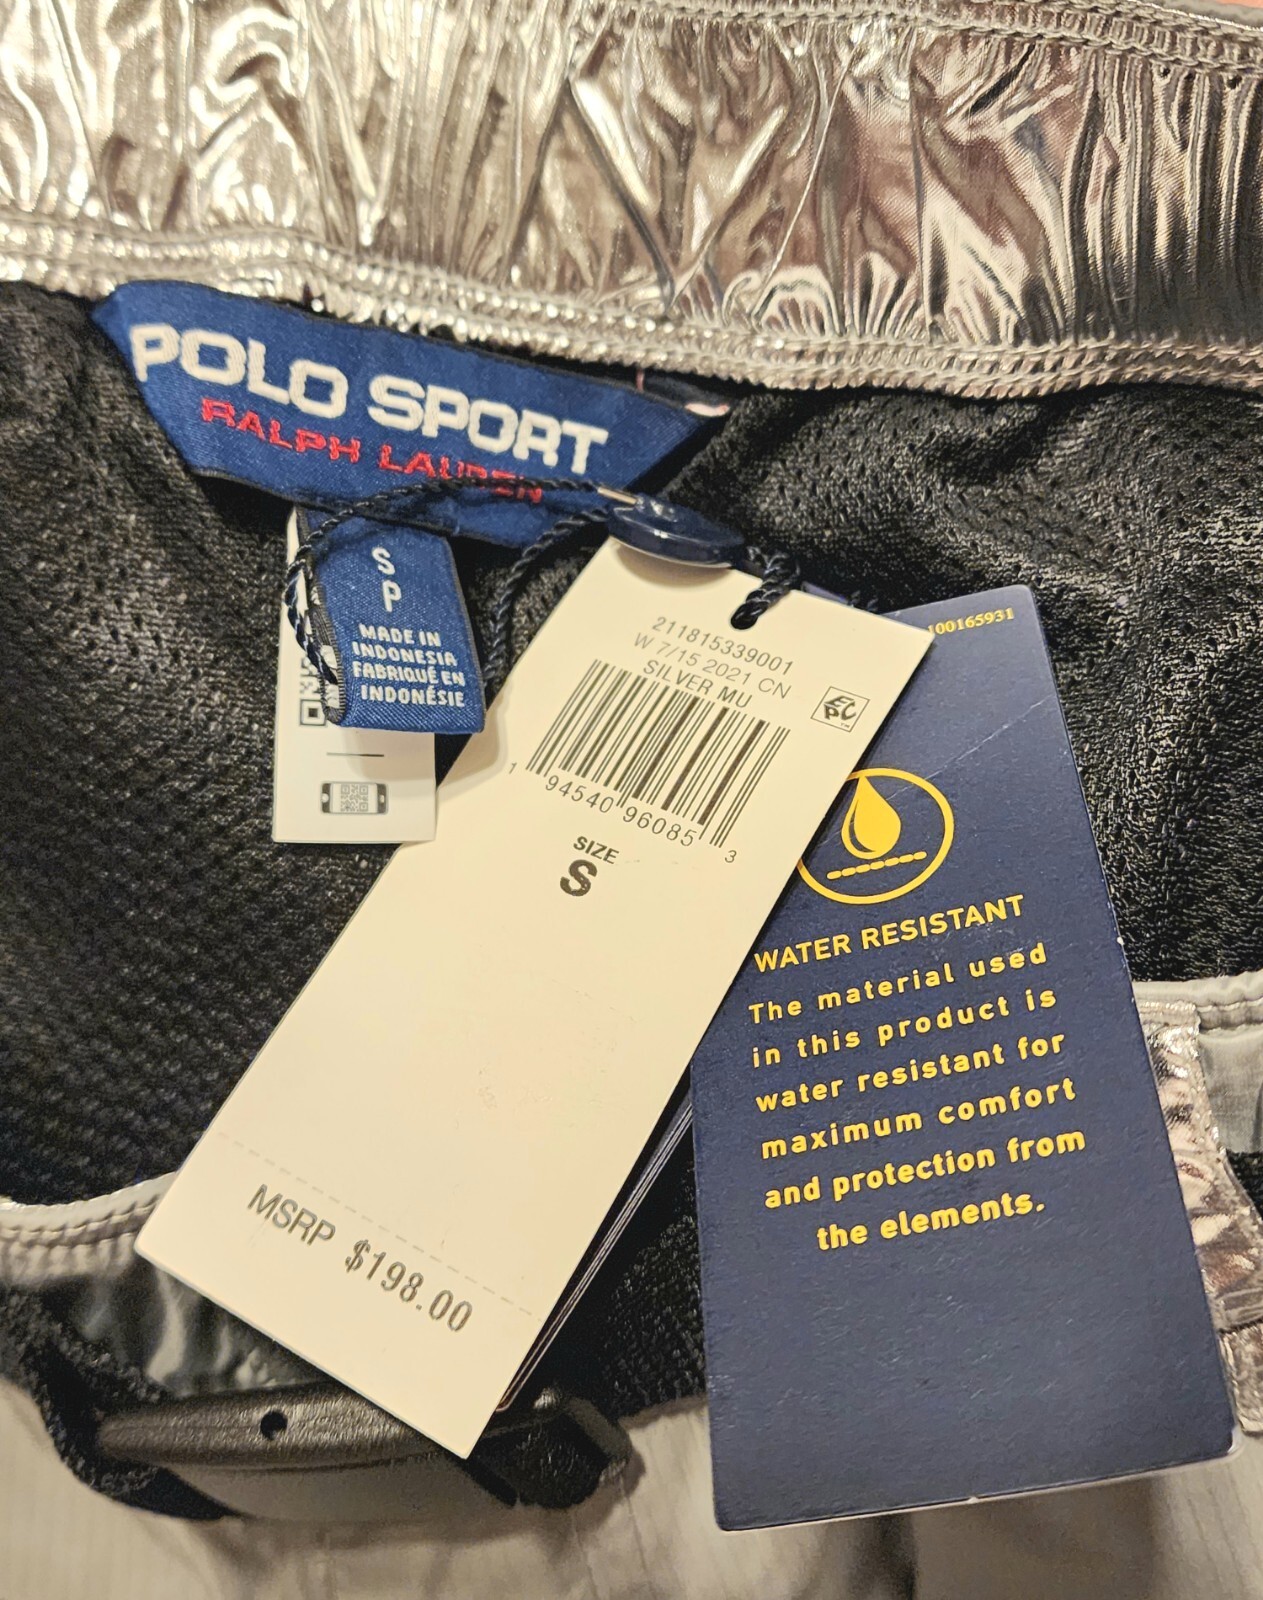 POLO SPORT
RALPH LAUREN
S
P
MADE IN
INDONESIA
FABRIQUÉ EN
INDONÉSIE
211815339001
W 7/15 2021 CN
SILVER MU
EPC
1 94540 96085 3
SIZE
S
MSRP $198.00
100165931
WATER RESISTANT
The material used
in this product is
water resistant for
maximum comfort
and protection from
the elements.